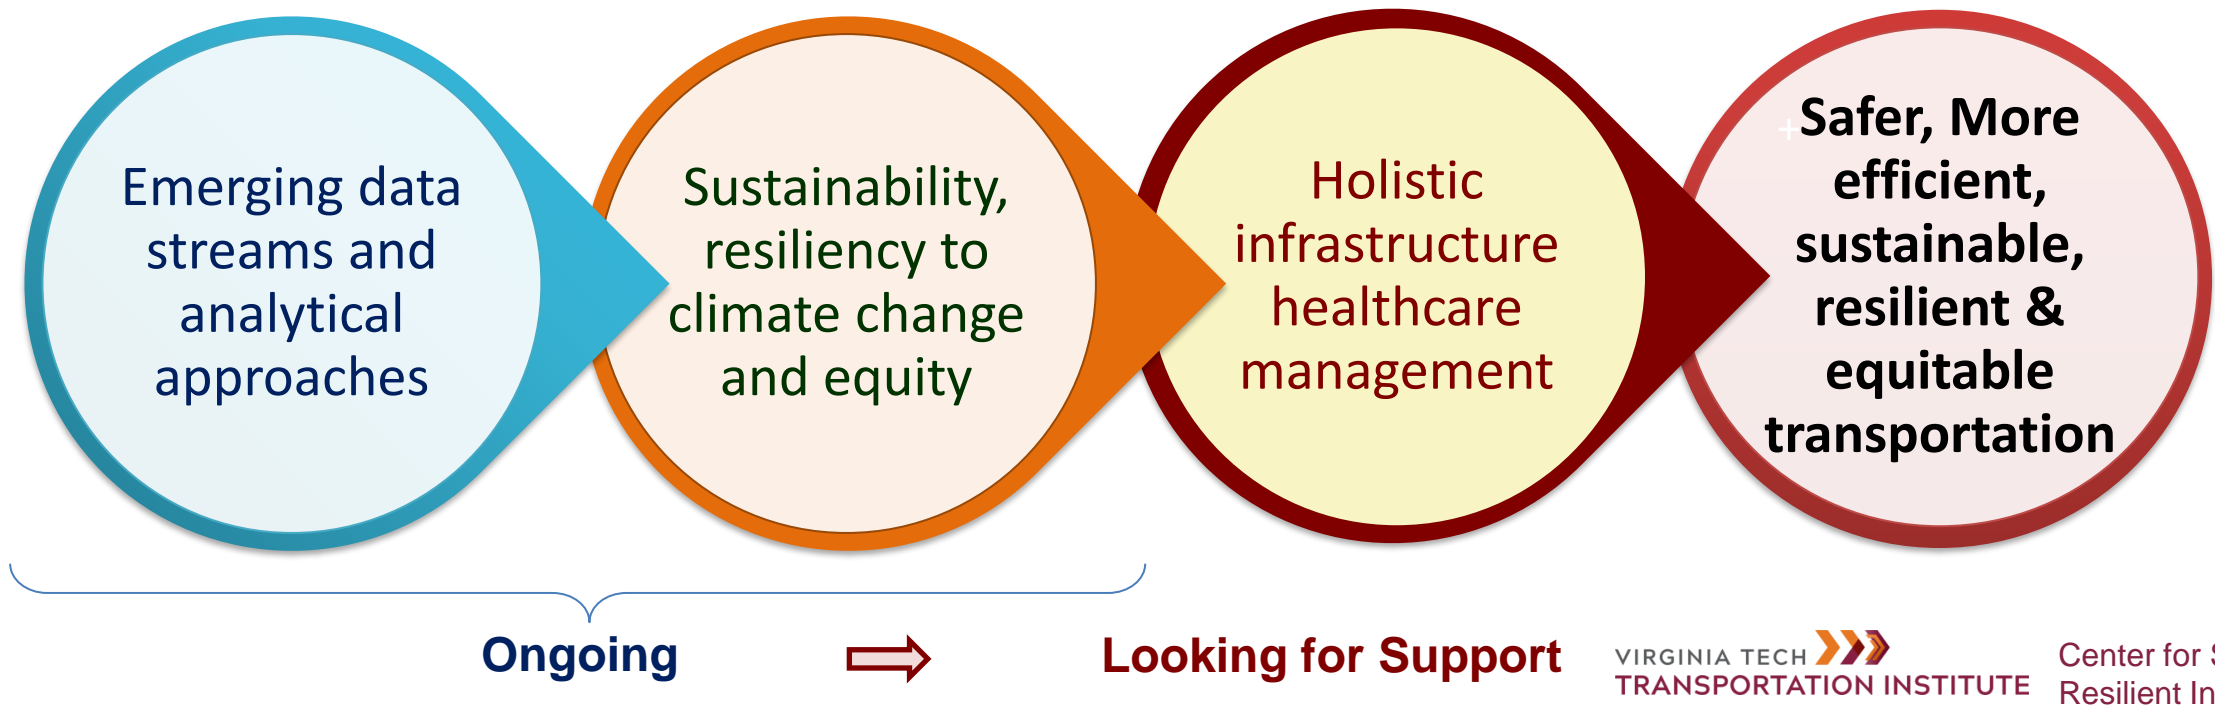 Emerging data
streams and
analytical
approaches
Sustainability,
resiliency to
climate change
and equity
Holistic
infrastructure
healthcare
management
+
Safer, More
efficient,
sustainable,
resilient &
equitable
transportation
Ongoing
Looking for Support
VIRGINIA TECH
TRANSPORTATION INSTITUTE
Center for
Resilient